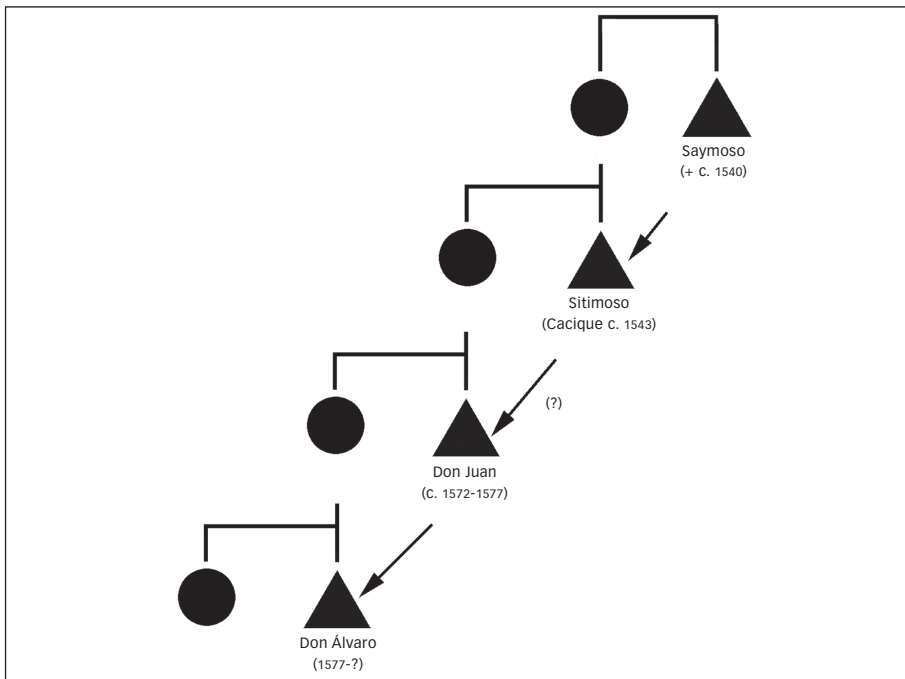 Saymoso
(+ c. 1540)
Sitimoso
(Cacique c. 1543)
(?)
Don Juan
(c. 1572-1577)
Don Álvaro
(1577-?)